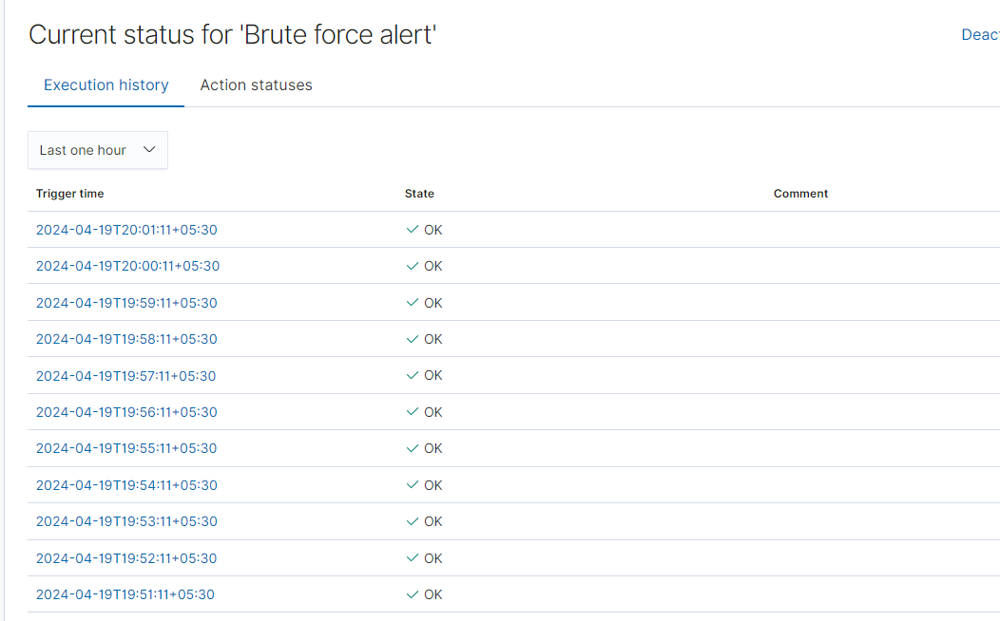 Current status for 'Brute force alert'
Deac
Execution history Action statuses
Last one hour
Trigger time State Comment
2024-04-19T20:01:11+05:30 OK
2024-04-19T20:00:11+05:30 OK
2024-04-19T19:59:11+05:30 OK
2024-04-19T19:58:11+05:30 OK
2024-04-19T19:57:11+05:30 OK
2024-04-19T19:56:11+05:30 OK
2024-04-19T19:55:11+05:30 OK
2024-04-19T19:54:11+05:30 OK
2024-04-19T19:53:11+05:30 OK
2024-04-19T19:52:11+05:30 OK
2024-04-19T19:51:11+05:30 OK